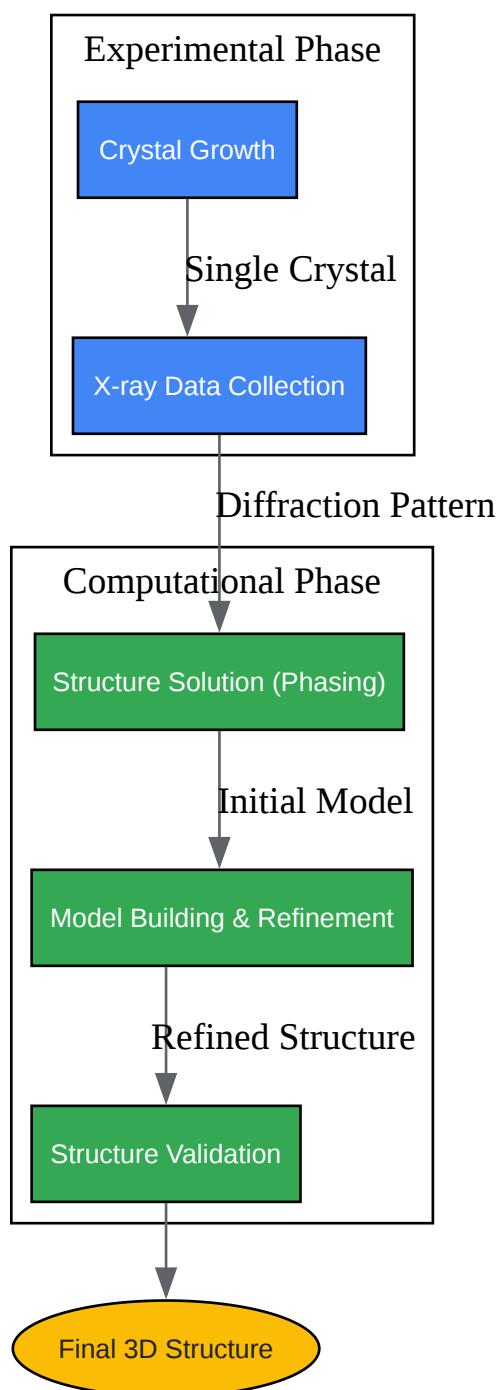 Experimental Phase
Crystal Growth
Single Crystal
X-ray Data Collection
Diffraction Pattern
Computational Phase
Structure Solution (Phasing)
Initial Model
Model Building & Refinement
Refined Structure
Structure Validation
Final 3D Structure